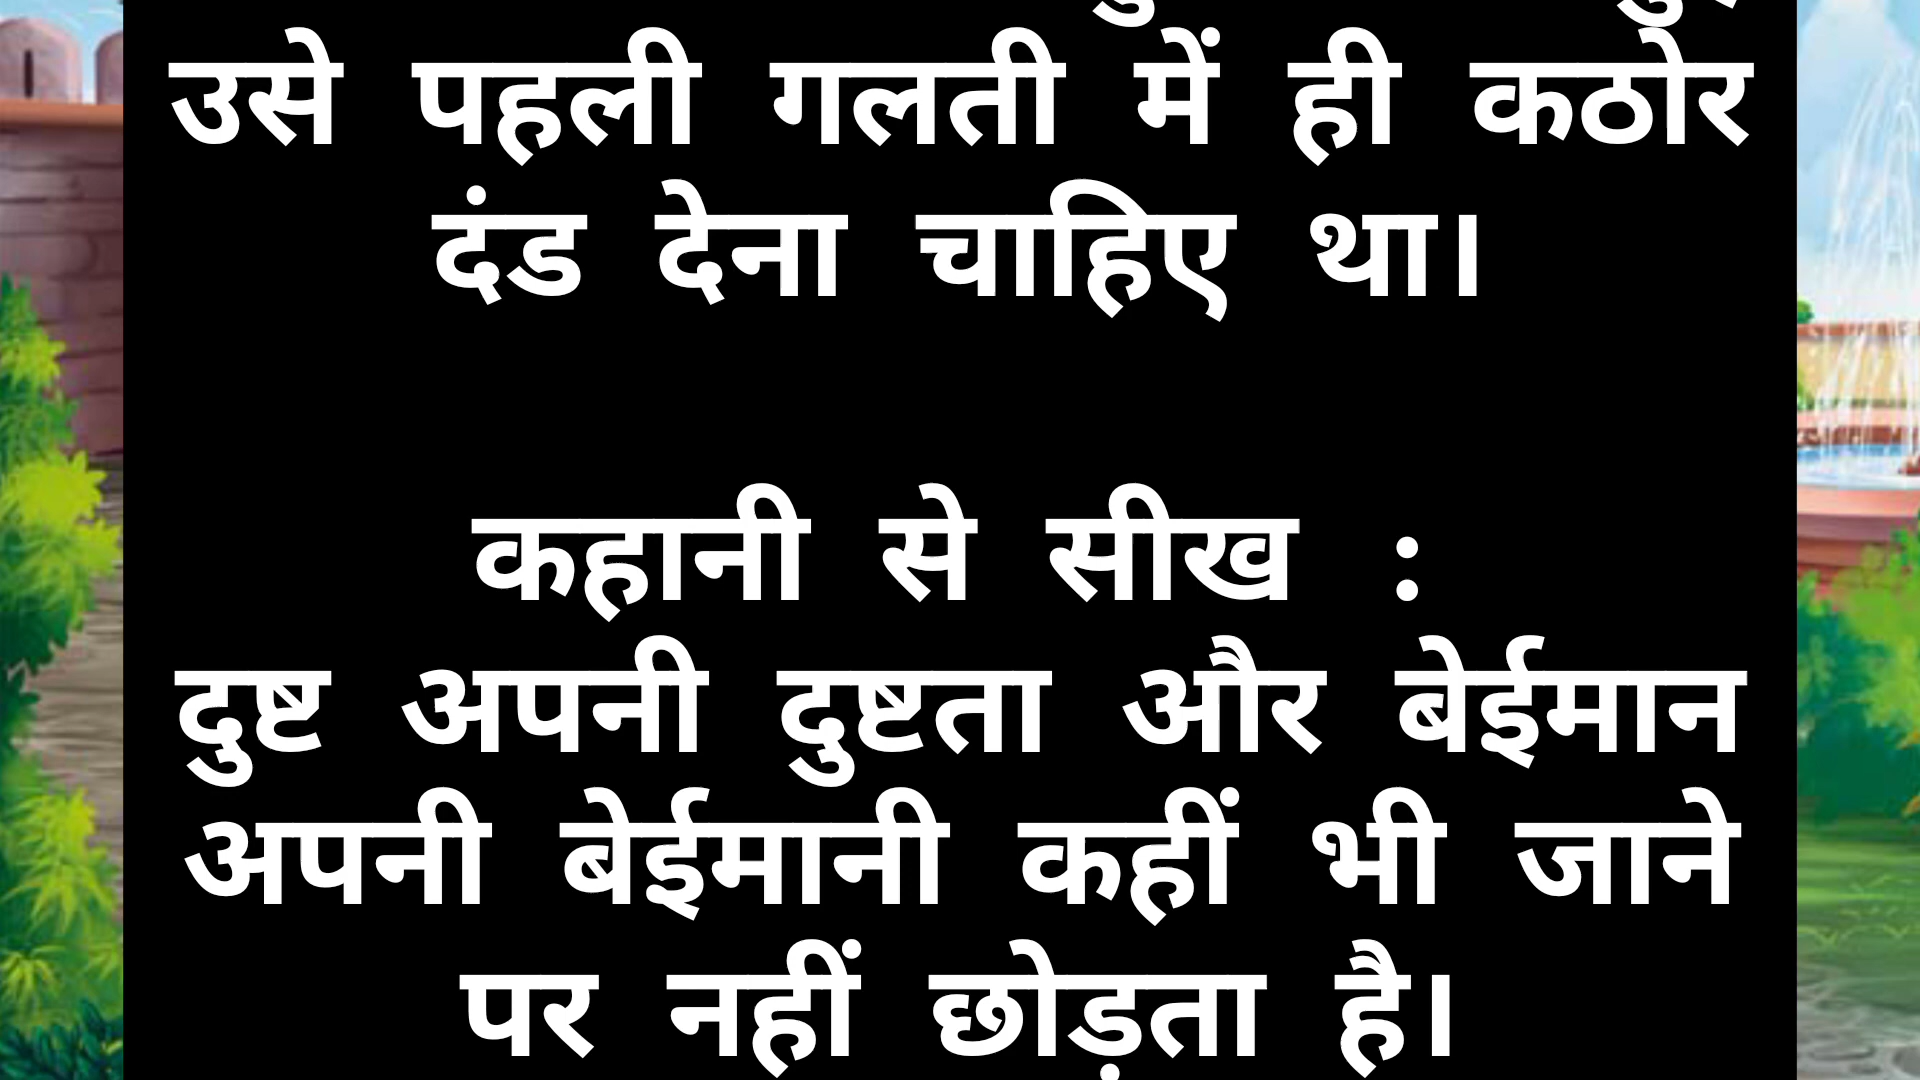 उसे पहली गलती में ही कठोर
दंड देना चाहिए था।
कहानी से सीख :
दुष्ट अपनी दुष्टता और बेईमान
अपनी बेईमानी कहीं भी जाने
पर नहीं छोड़ता है।